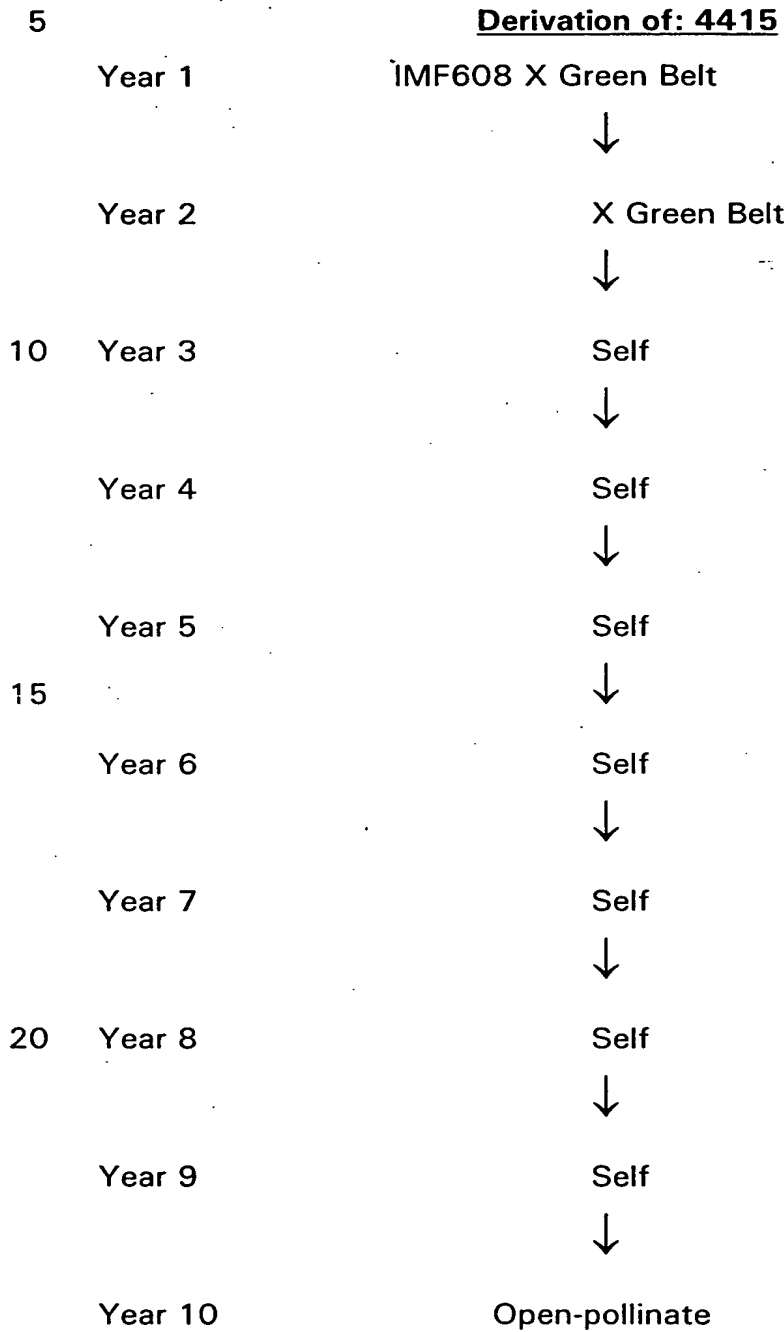 5 Derivation of: 4415
Year 1 IMF608 X Green Belt
↓
Year 2 X Green Belt
↓
10 Year 3 Self
↓
Year 4 Self
↓
Year 5 Self
15 ↓
Year 6 Self
↓
Year 7 Self
↓
20 Year 8 Self
↓
Year 9 Self
↓
Year 10 Open-pollinate